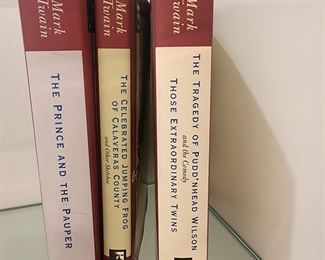 Mark
Twain
THE PRINCE AND THE PAUPER
Mark
Twain
THE CELEBRATED JUMPING FROG
OF CALAVERAS COUNTY
and Other Sketches
Mark
Twain
THE TRAGEDY OF PUDD'NHEAD WILSON
and the Comedy
THOSE EXTRAORDINARY TWINS